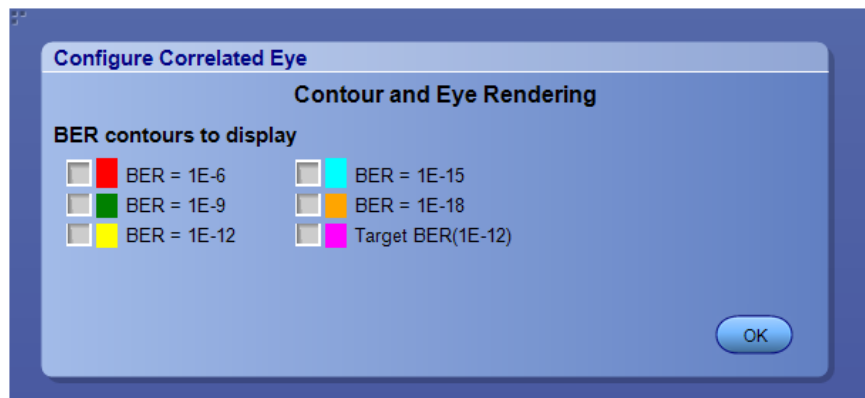 Configure Correlated Eye
Contour and Eye Rendering
BER contours to display
BER = 1E-6
BER = 1E-15
BER = 1E-9
BER = 1E-18
BER = 1E-12
Target BER(1E-12)
OK